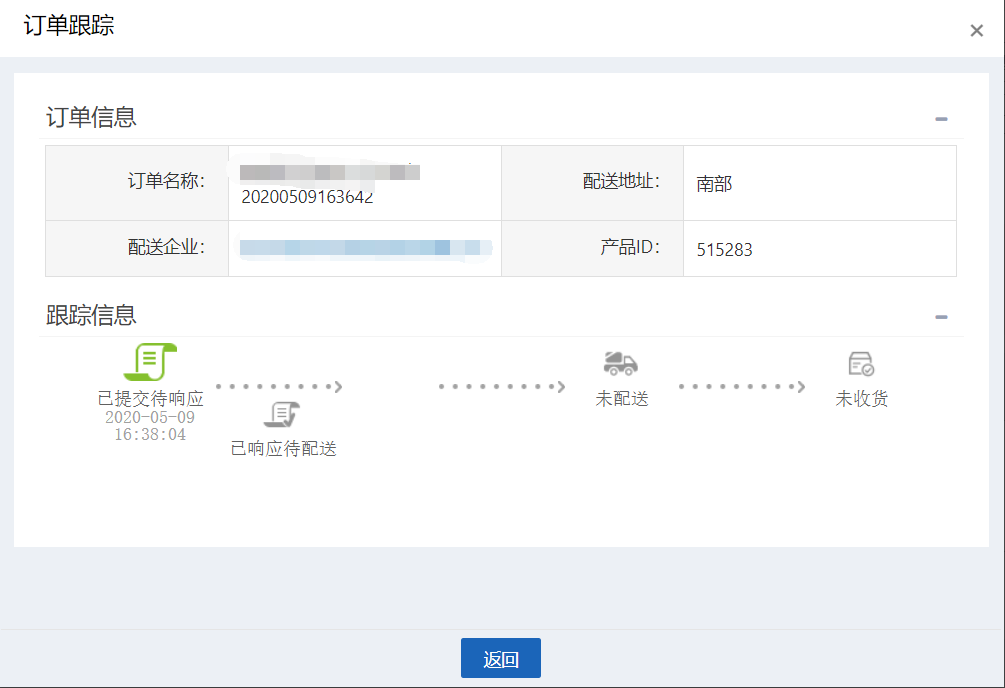 订单跟踪
订单信息
订单名称:
20200509163642
配送地址:
南部
配送企业:
产品ID:
515283
跟踪信息
已提交待响应
2020-05-09
16:38:04
已响应待配送
未配送
未收货
返回